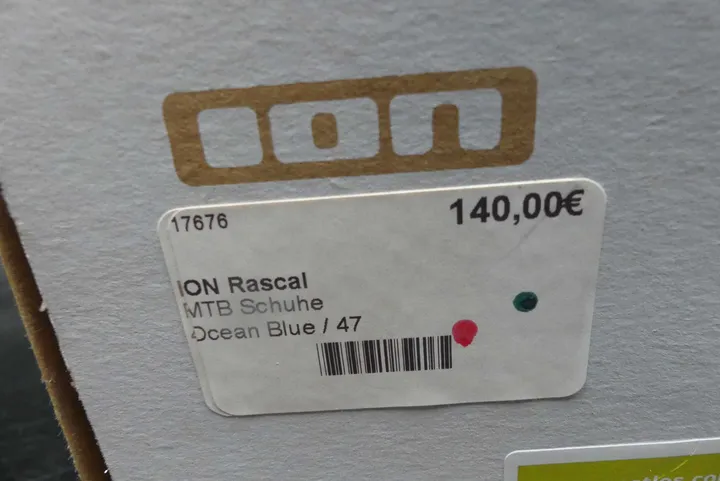 ion
17676
140,00€
ION Rascal
MTB Schuhe
Ocean Blue / 47